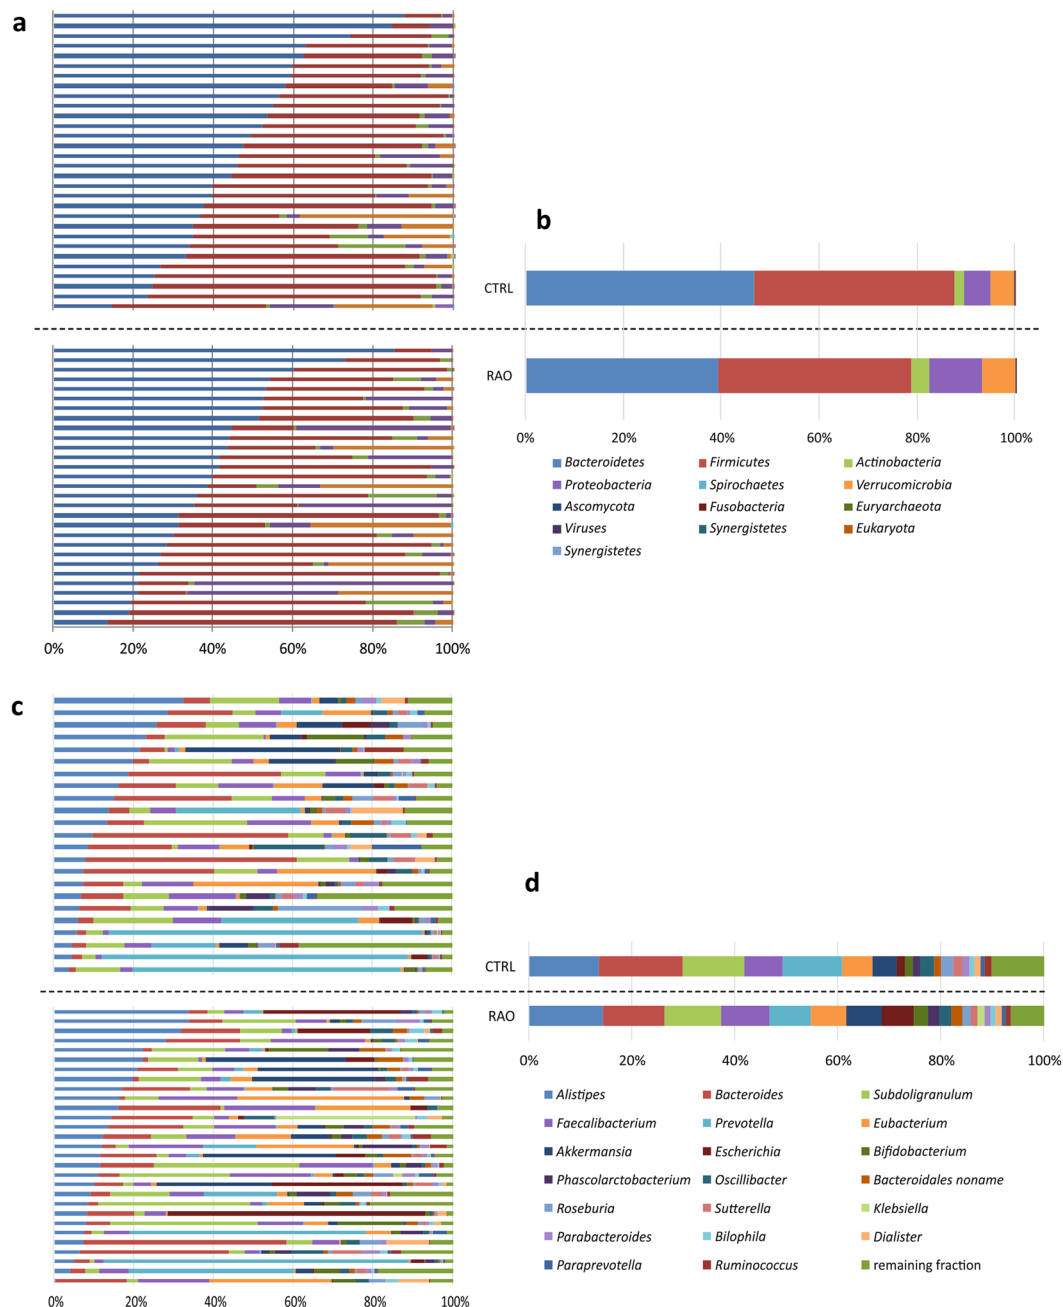 a
b
CTRL
RAO
0% 20% 40% 60% 80% 100%
Bacteroidetes Firmicutes Actinobacteria
Proteobacteria Spirochaetes Verrucomicrobia
Ascomycota Fusobacteria Euryarchaeota
Viruses Synergistetes Eukaryota
Synergistetes
0% 20% 40% 60% 80% 100%
c
d
CTRL
RAO
0% 20% 40% 60% 80% 100%
Alistipes Bacteroides Subdoligranulum
Faecalibacterium Prevotella Eubacterium
Akkermansia Escherichia Bifidobacterium
Phascolarctobacterium Oscillibacter Bacteroidales noname
Roseburia Sutterella Klebsiella
Parabacteroides Bilophila Dialister
Paraprevotella Ruminococcus remaining fraction
0% 20% 40% 60% 80% 100%